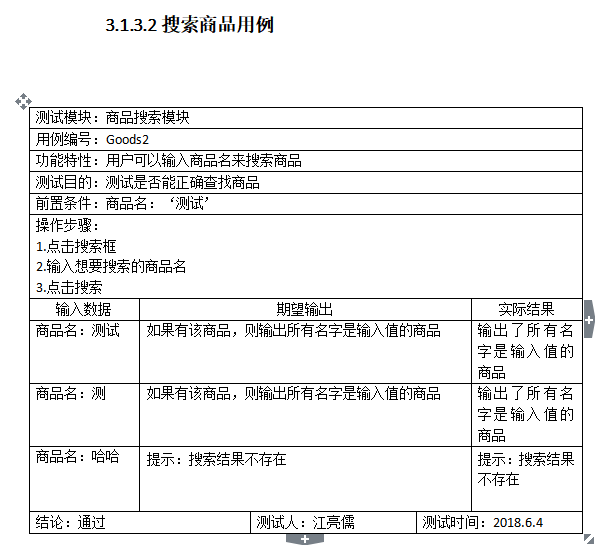 3.1.3.2 搜索商品用例
测试模块：商品搜索模块
用例编号：Goods2
功能特性：用户可以输入商品名来搜索商品
测试目的：测试是否能正确查找商品
前置条件：商品名：‘测试’
操作步骤：
1.点击搜索框
2.输入想要搜索的商品名
3.点击搜索
输入数据 期望输出 实际结果
商品名：测试 如果有该商品，则输出所有名字是输入值的商品 输出了所有名
字是输入值的
商品
商品名：测 如果有该商品，则输出所有名字是输入值的商品 输出了所有名
字是输入值的
商品
商品名：哈哈 提示：搜索结果不存在 提示：搜索结果
不存在
结论：通过 测试人：江亮儒 测试时间：2018.6.4